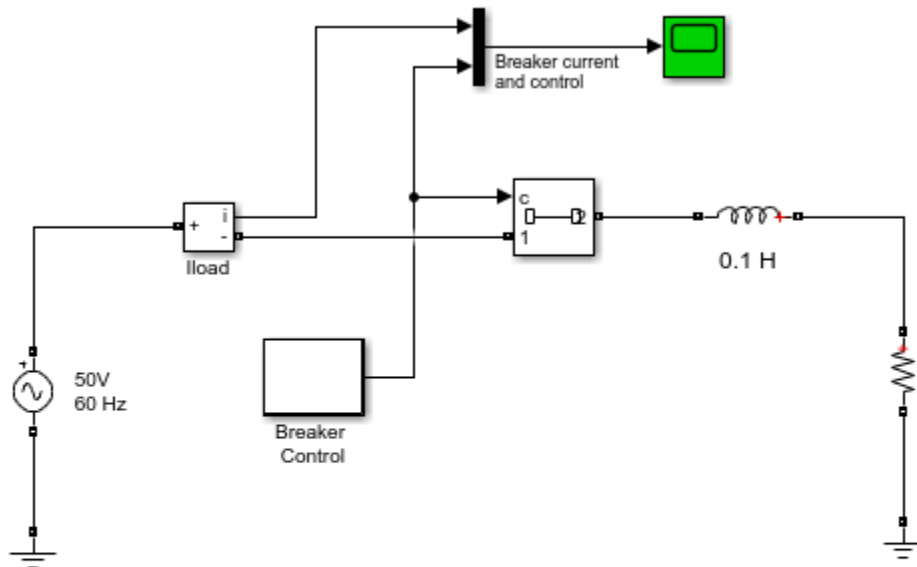 Breaker current
and control
+
i
-
Iload
c
1
2
0.1 H
+
50V
60 Hz
Breaker
Control